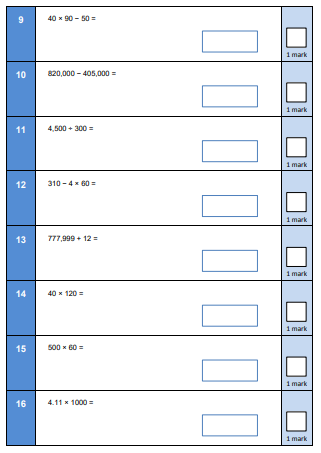 9
40 × 90 − 50 =
1 mark
10
820,000 − 405,000 =
1 mark
11
4,500 ÷ 300 =
1 mark
12
310 − 4 × 60 =
1 mark
13
777,999 + 12 =
1 mark
14
40 × 120 =
1 mark
15
500 × 60 =
1 mark
16
4.11 × 1000 =
1 mark